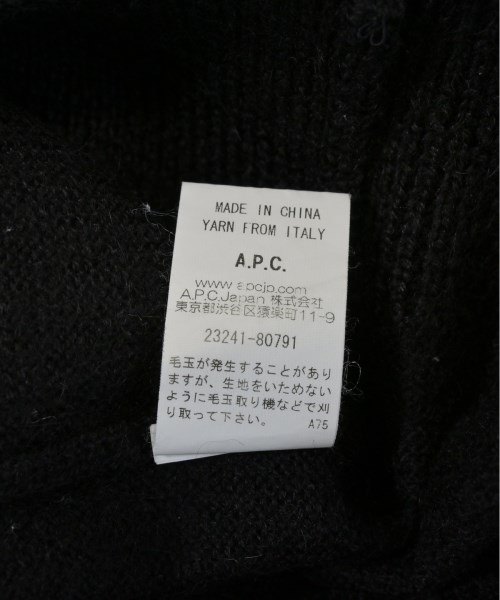 MADE IN CHINA
YARN FROM ITALY
A.P.C.
www.apcjp.com
A.P.C.Japan 株式会社
東京都渋谷区猿楽町11-9
23241-80791
毛玉が発生することがあり
ますが、生地をいためない
ように毛玉取り機などで刈
り取って下さい。 A75